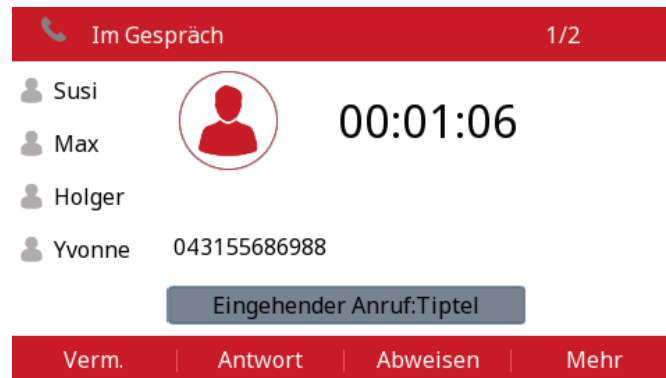 Im Gespräch 1/2
Susi
00:01:06
Max
Holger
Yvonne 043155686988
Eingehender Anruf:Tiptel
Verm. Antwort Abweisen Mehr